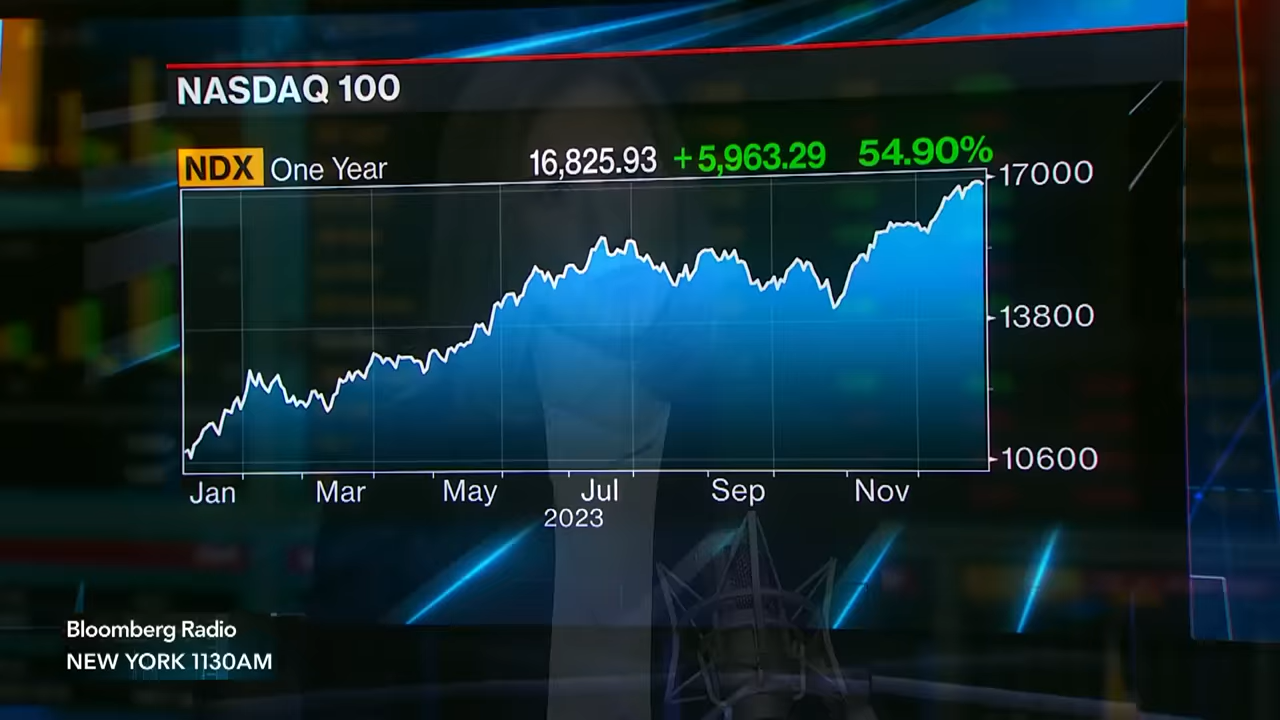 NASDAQ 100
NDX One Year 16,825.93 +5,963.29 54.90%
17000
13800
10600
Jan Mar May Jul Sep Nov
2023
Bloomberg Radio
NEW YORK 1130AM